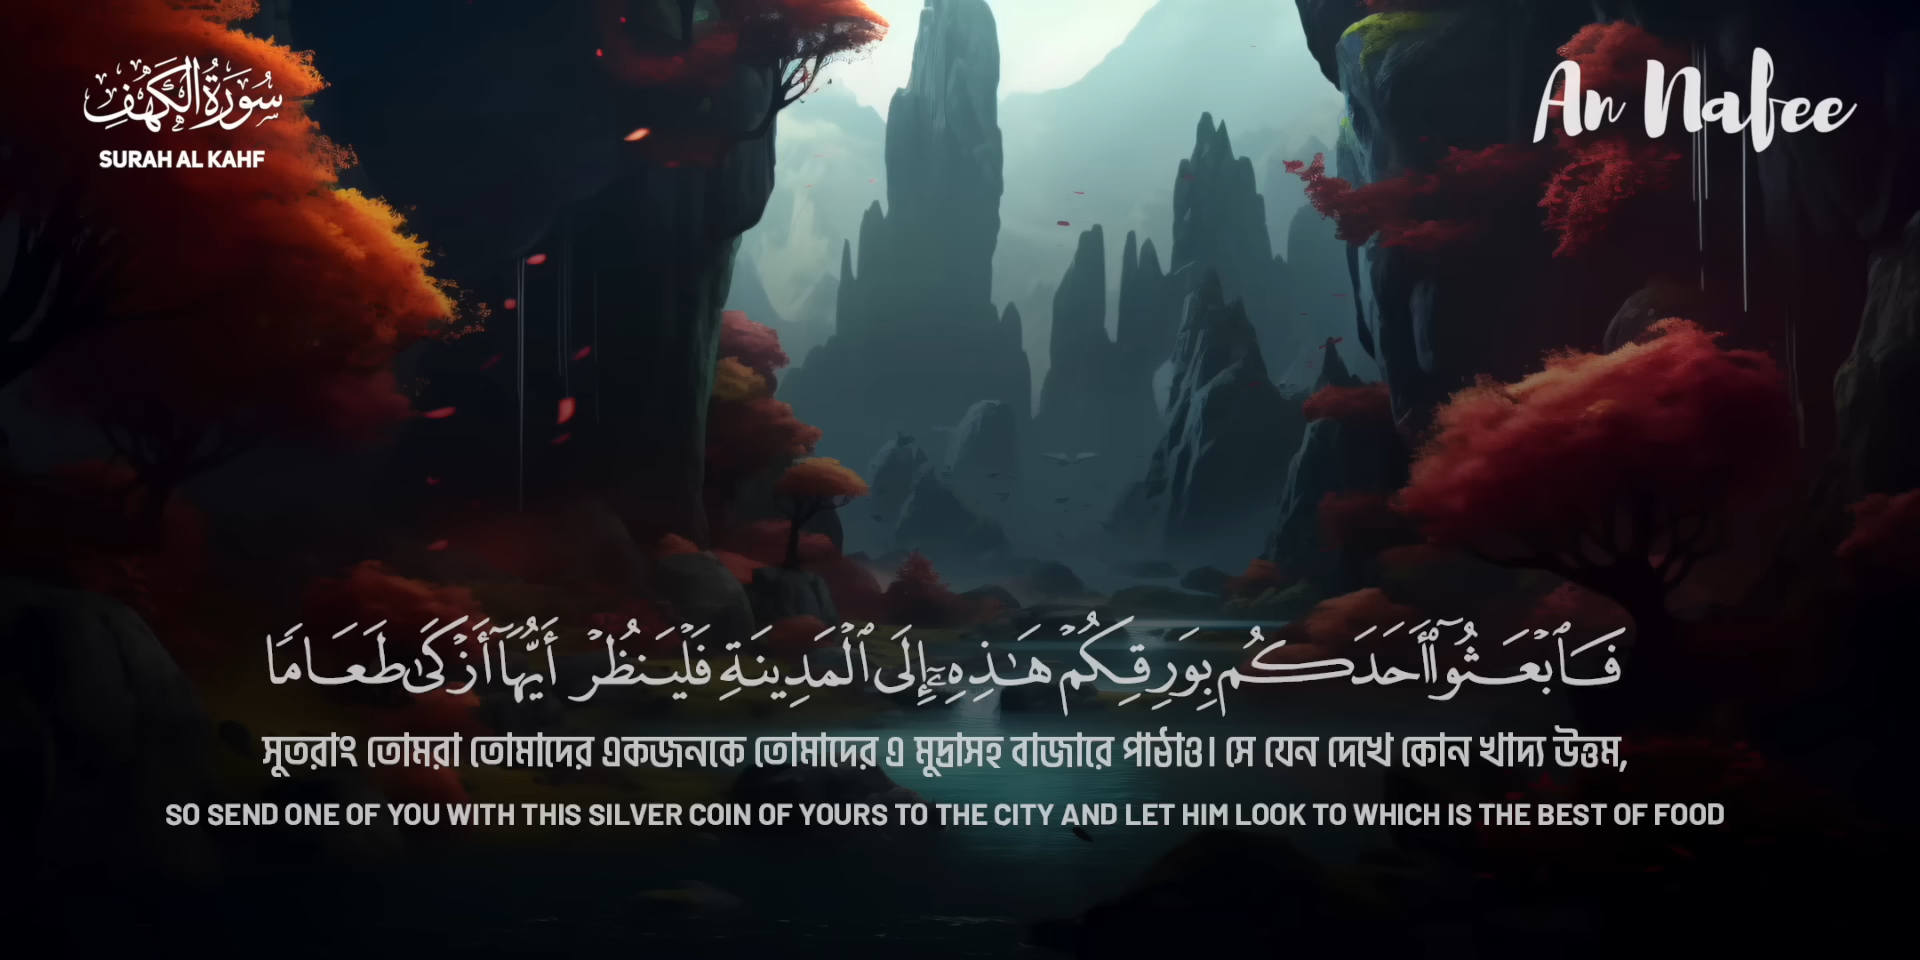 سُورَةُ الكَهْفِ
SURAH AL KAHF
An Nafee
فَٱبْعَثُوٓا۟ أَحَدَكُم بِوَرِقِكُمْ هَـٰذِهِۦٓ إِلَى ٱلْمَدِينَةِ فَلْيَنظُرْ أَيُّهَآ أَزْكَىٰ طَعَامًا
সুতরাং তোমরা তোমাদের একজনকে তোমাদের এ মুদ্রাসহ বাজারে পাঠাও। সে যেন দেখে কোন খাদ্য উত্তম,
SO SEND ONE OF YOU WITH THIS SILVER COIN OF YOURS TO THE CITY AND LET HIM LOOK TO WHICH IS THE BEST OF FOOD